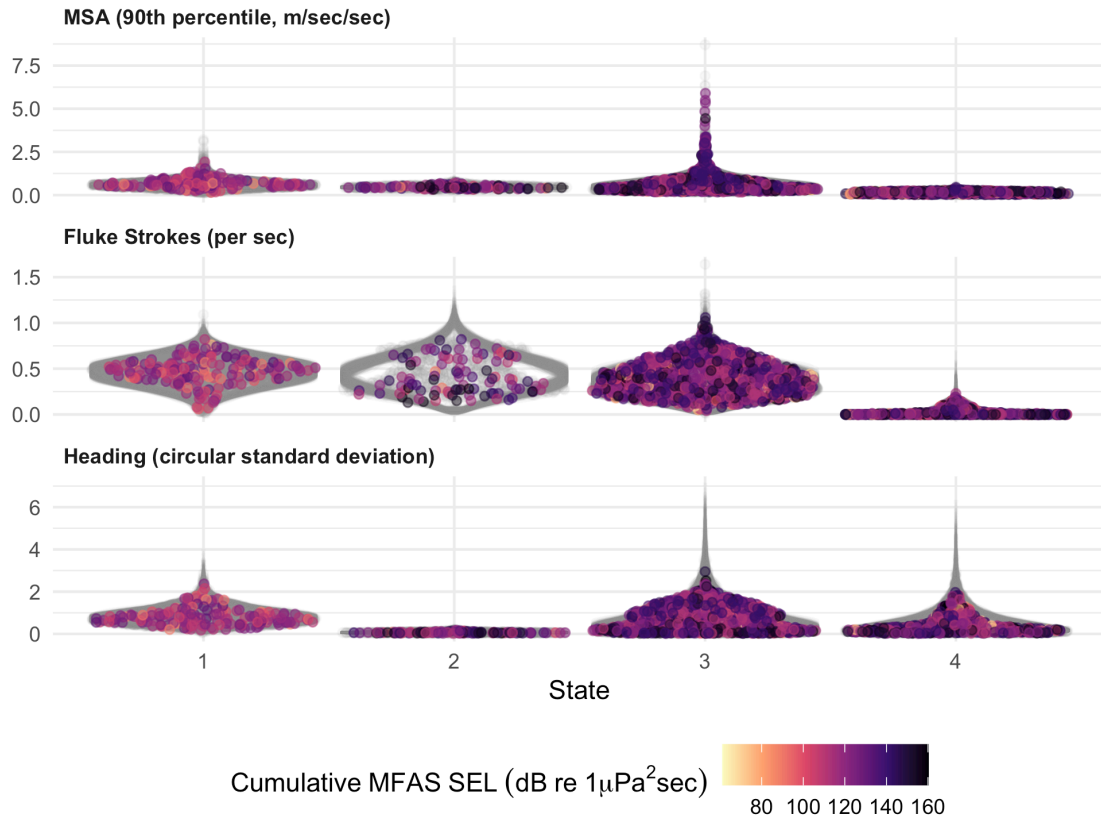 MSA (90th percentile, m/sec/sec)
7.5
5.0
2.5
0.0
Fluke Strokes (per sec)
1.5
1.0
0.5
0.0
Heading (circular standard deviation)
6
4
2
0
1 2 3 4
State
Cumulative MFAS SEL (dB re 1μPa²sec)
80 100 120 140 160